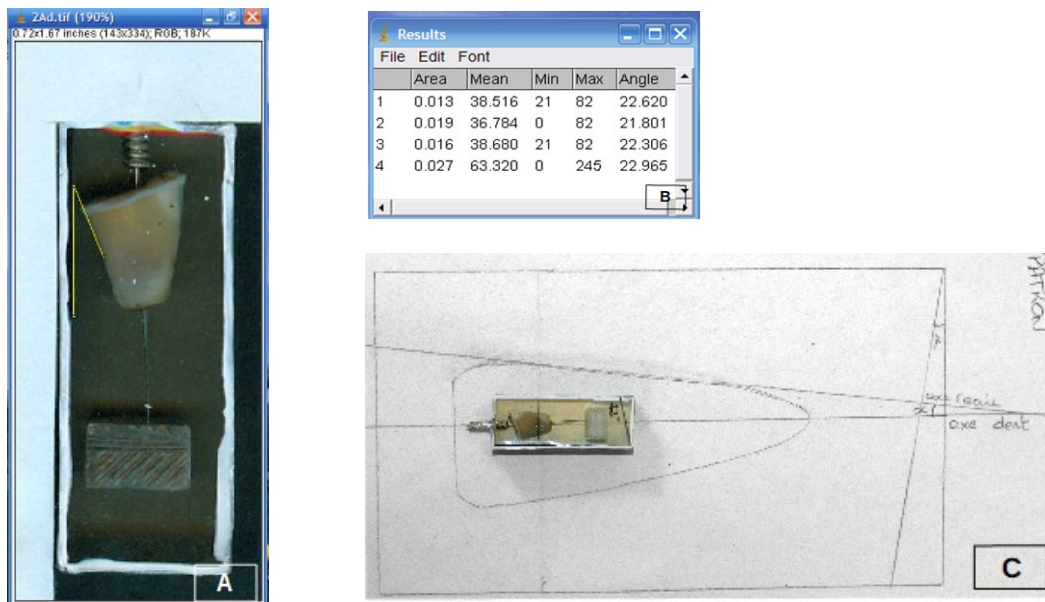 2Ad.tif (190%)
0.72x1.67 inches (143x334); RGB; 187K
A
Results
File Edit Font
Area Mean Min Max Angle
1 0.013 38.516 21 82 22.620
2 0.019 36.784 0 82 21.801
3 0.016 38.680 21 82 22.306
4 0.027 63.320 0 245 22.965
B
axe dent
C